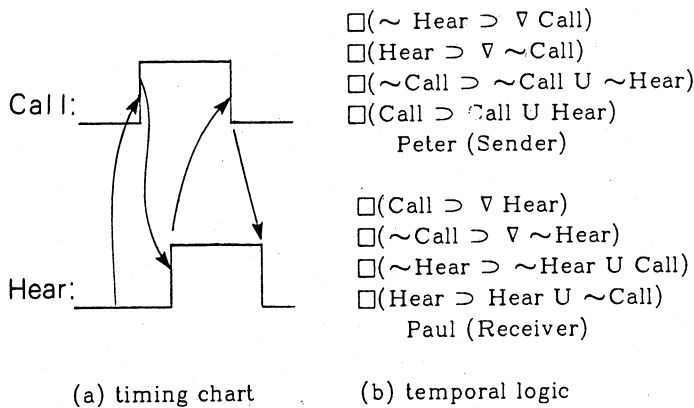 Call:
Hear:
(a) timing chart
□(~ Hear ⊃ ∇ Call)
□(Hear ⊃ ∇ ~Call)
□(~Call ⊃ ~Call U ~Hear)
□(Call ⊃ Call U Hear)
Peter (Sender)
□(Call ⊃ ∇ Hear)
□(~Call ⊃ ∇ ~Hear)
□(~Hear ⊃ ~Hear U Call)
□(Hear ⊃ Hear U ~Call)
Paul (Receiver)
(b) temporal logic